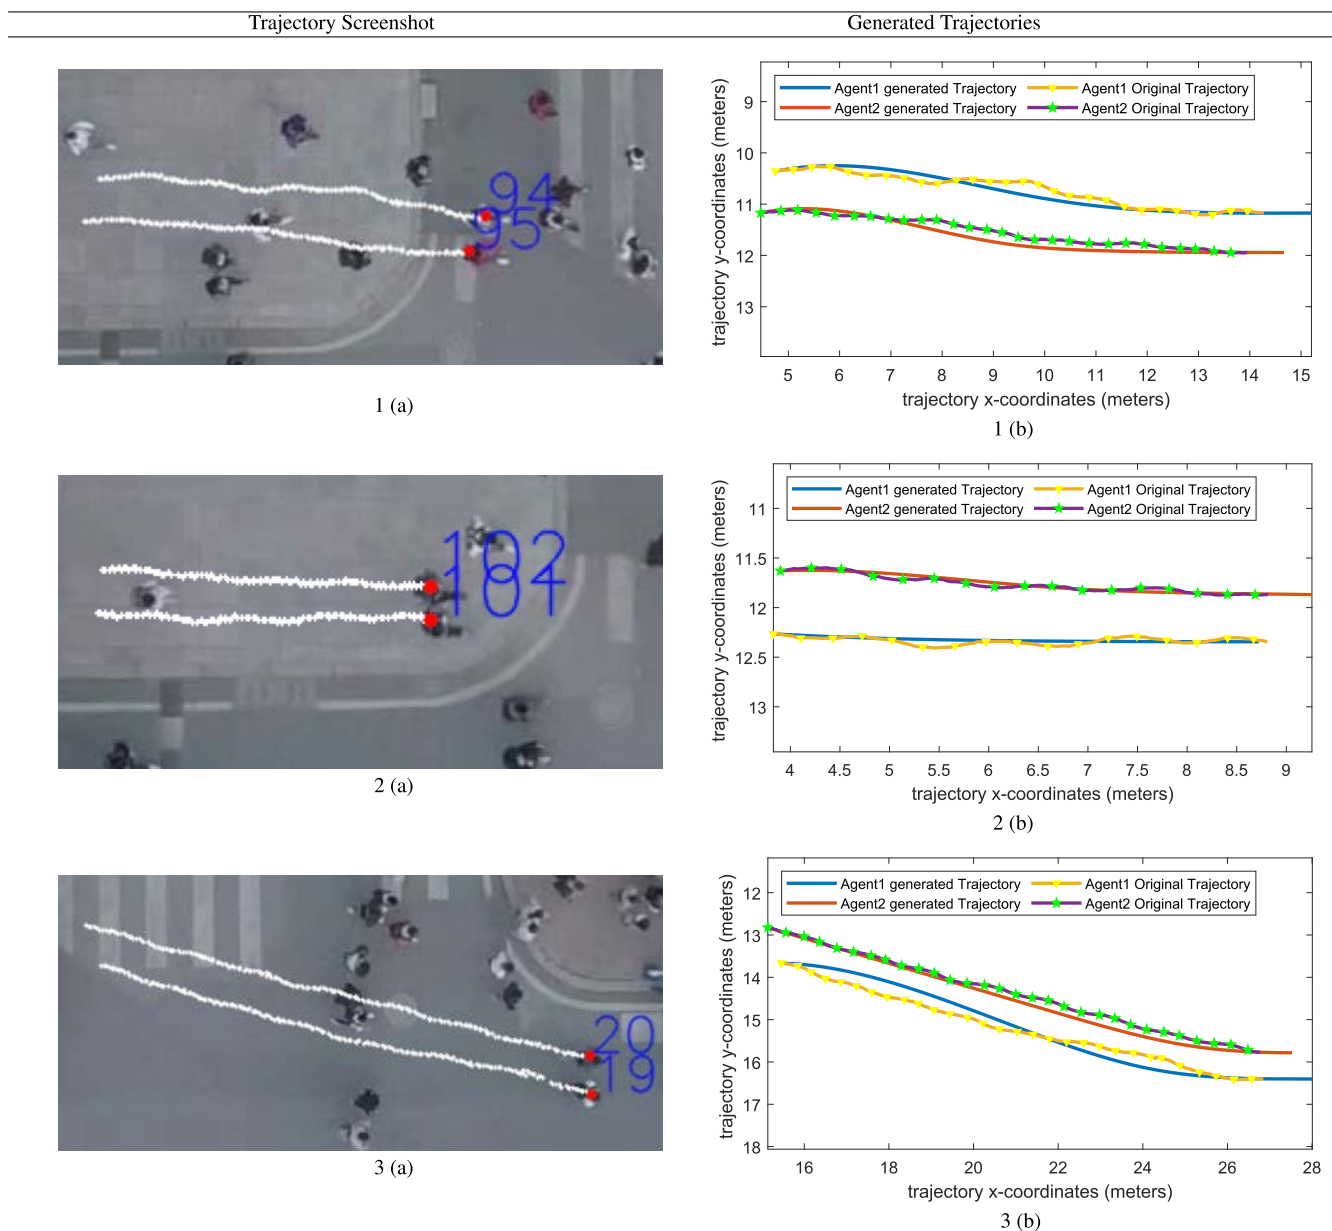 Trajectory Screenshot Generated Trajectories
94
95
1 (a)
Agent1 generated Trajectory Agent1 Original Trajectory
Agent2 generated Trajectory Agent2 Original Trajectory
trajectory y-coordinates (meters)
9
10
11
12
13
5 6 7 8 9 10 11 12 13 14 15
trajectory x-coordinates (meters)
1 (b)
102
101
2 (a)
Agent1 generated Trajectory Agent1 Original Trajectory
Agent2 generated Trajectory Agent2 Original Trajectory
trajectory y-coordinates (meters)
11
11.5
12
12.5
13
4 4.5 5 5.5 6 6.5 7 7.5 8 8.5 9
trajectory x-coordinates (meters)
2 (b)
20
19
3 (a)
Agent1 generated Trajectory Agent1 Original Trajectory
Agent2 generated Trajectory Agent2 Original Trajectory
trajectory y-coordinates (meters)
12
13
14
15
16
17
18
16 18 20 22 24 26 28
trajectory x-coordinates (meters)
3 (b)